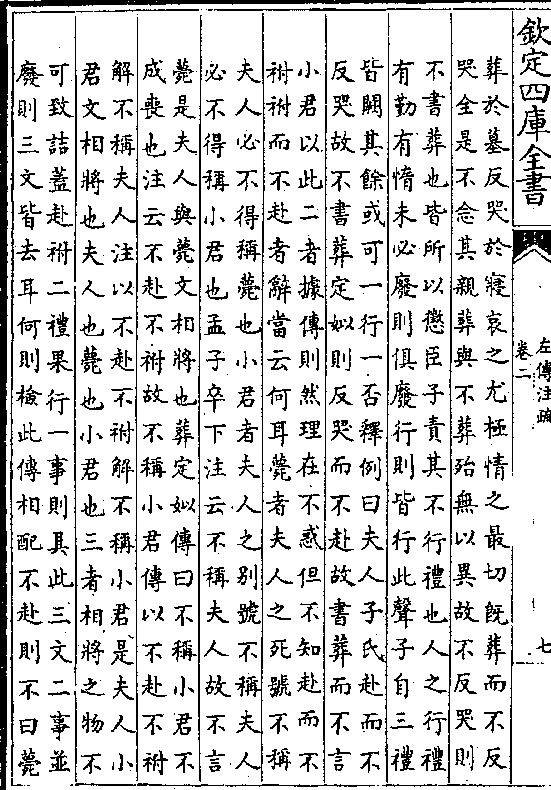 欽定四庫全書
左傳注疏
卷二
七
葬於墓反哭於寢哀之尤極情之最切既葬而不反
哭全是不念其親葬與不葬殆無以異故不反哭則
不書葬也皆所以懲臣子責其不行禮也人之行禮
有勤有惰未必廢則俱廢行則皆行此聲子自三禮
皆闕其餘或可一行一否釋例曰夫人子氏赴而不
反哭故不書葬定姒則反哭而不赴故書葬而不言
小君以此二者據傳則然理在不惑但不知赴而不
祔祔而不赴者辭當云何耳薨者夫人之死號不稱
夫人必不得稱薨也小君者夫人之别號不稱夫人
必不得稱小君也孟子卒下注云不稱夫人故不言
薨是夫人與薨文相將也葬定姒傳曰不稱小君不
成喪也注云不赴不祔故不稱小君傳以不赴不祔
解不稱夫人注以不赴不祔解不稱小君是夫人小
君文相將也夫人也薨也小君也三者相將之物不
可致詰蓋赴祔二禮果行一事則具此三文二事並
廢則三文皆去耳何則檢此傳相配不赴則不曰薨